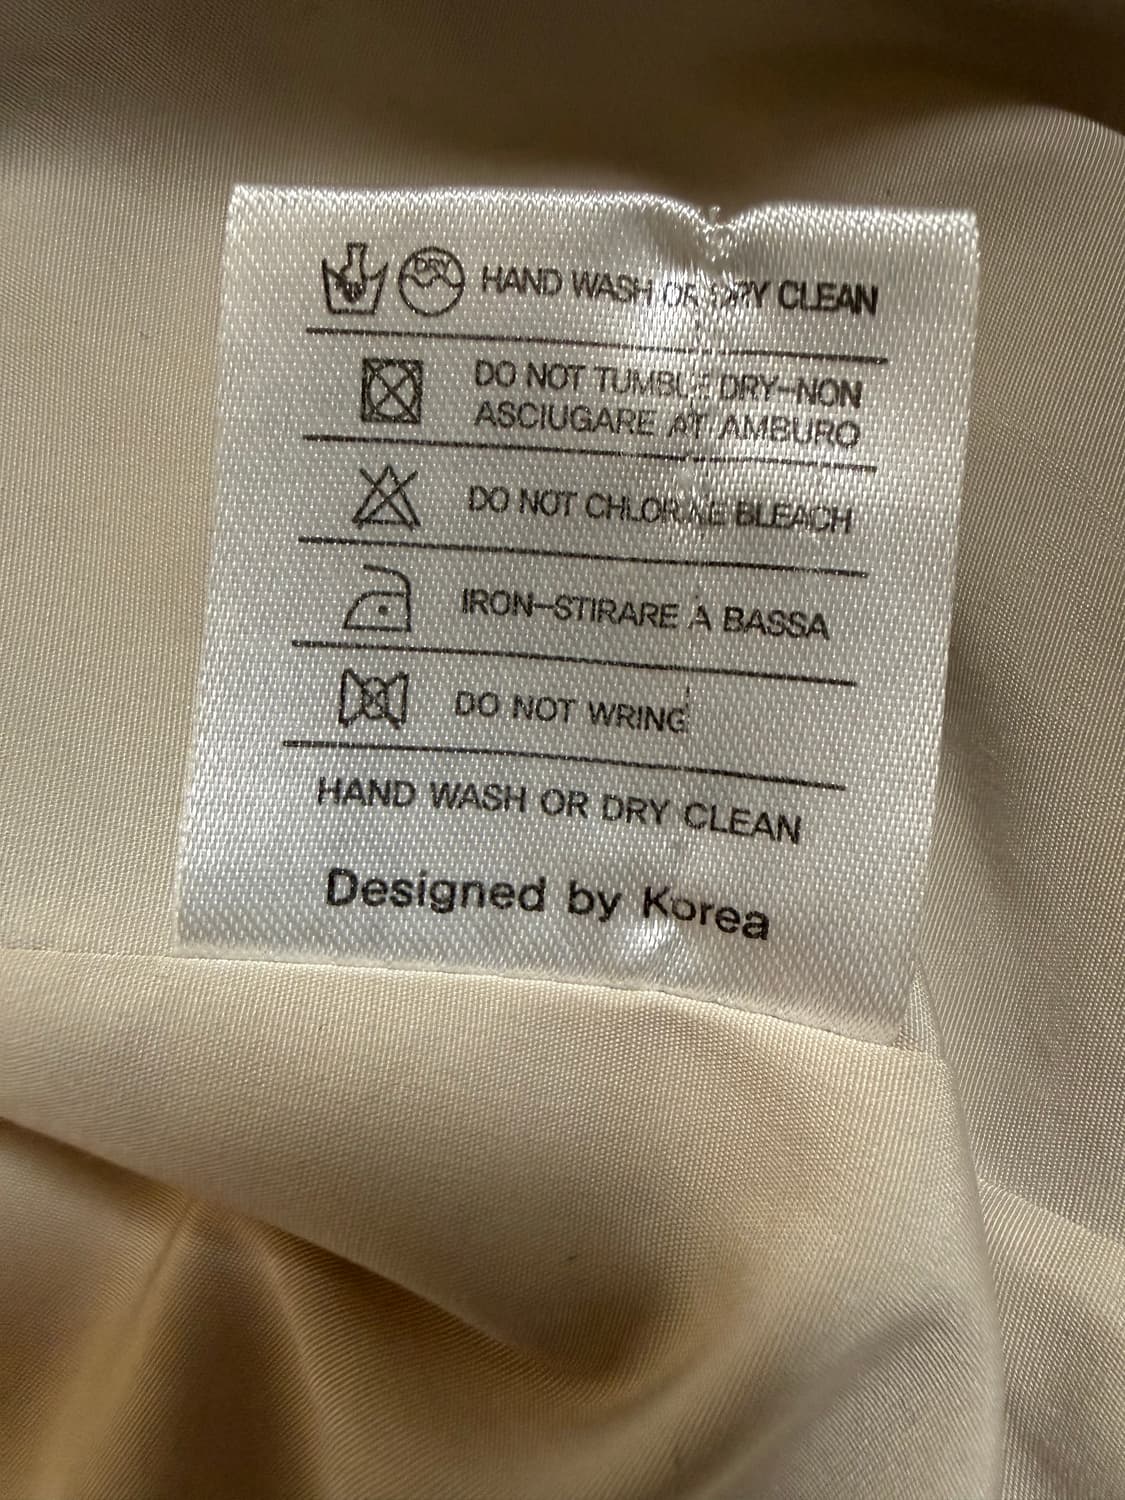 DRY HAND WASH OR DRY CLEAN
DO NOT TUMBLE DRY-NON
ASCIUGARE AT AMBURO
DO NOT CHLORINE BLEACH
IRON-STIRARE A BASSA
DO NOT WRING
HAND WASH OR DRY CLEAN
Designed by Korea